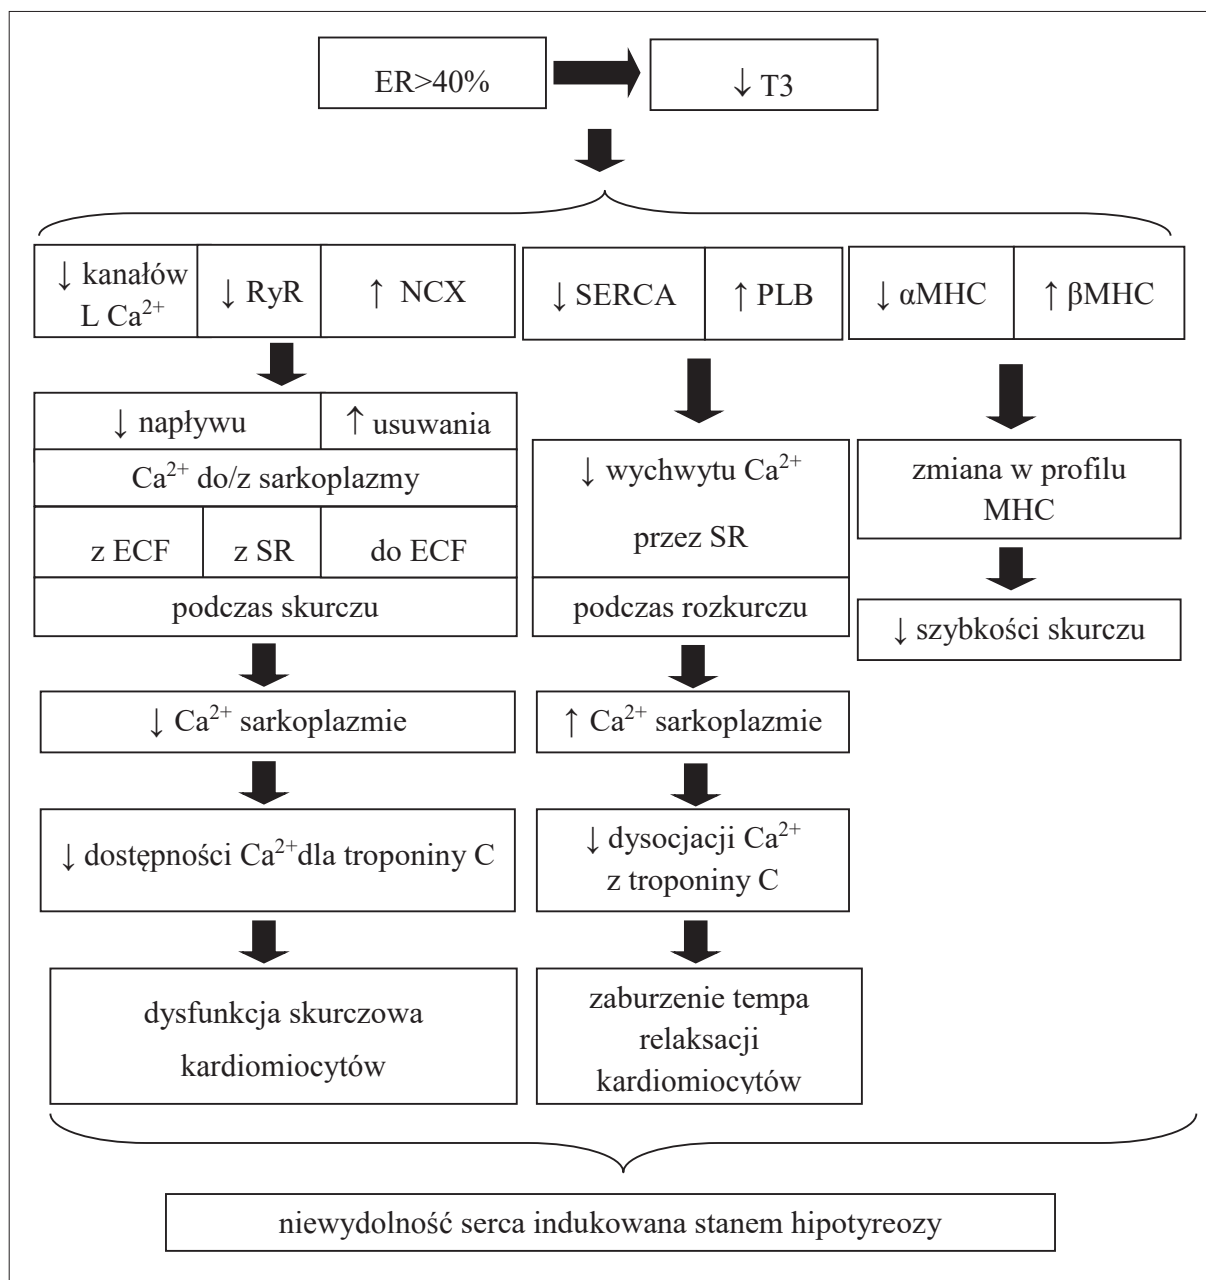 ER>40%
↓ T3
↓ kanałów
L Ca²⁺
↓ RyR
↑ NCX
↓ SERCA
↑ PLB
↓ αMHC
↑ βMHC
↓ napływu
↑ usuwania
Ca²⁺ do/z sarkoplazmy
z ECF
z SR
do ECF
podczas skurczu
↓ wychwytu Ca²⁺
przez SR
podczas rozkurczu
zmiana w profilu
MHC
↓ szybkości skurczu
↓ Ca²⁺ sarkoplazmie
↑ Ca²⁺ sarkoplazmie
↓ dostępności Ca²⁺dla troponiny C
↓ dysocjacji Ca²⁺
z troponiny C
dysfunkcja skurczowa
kardiomiocytów
zaburzenie tempa
relaksacji
kardiomiocytów
niewydolność serca indukowana stanem hipotyreozy